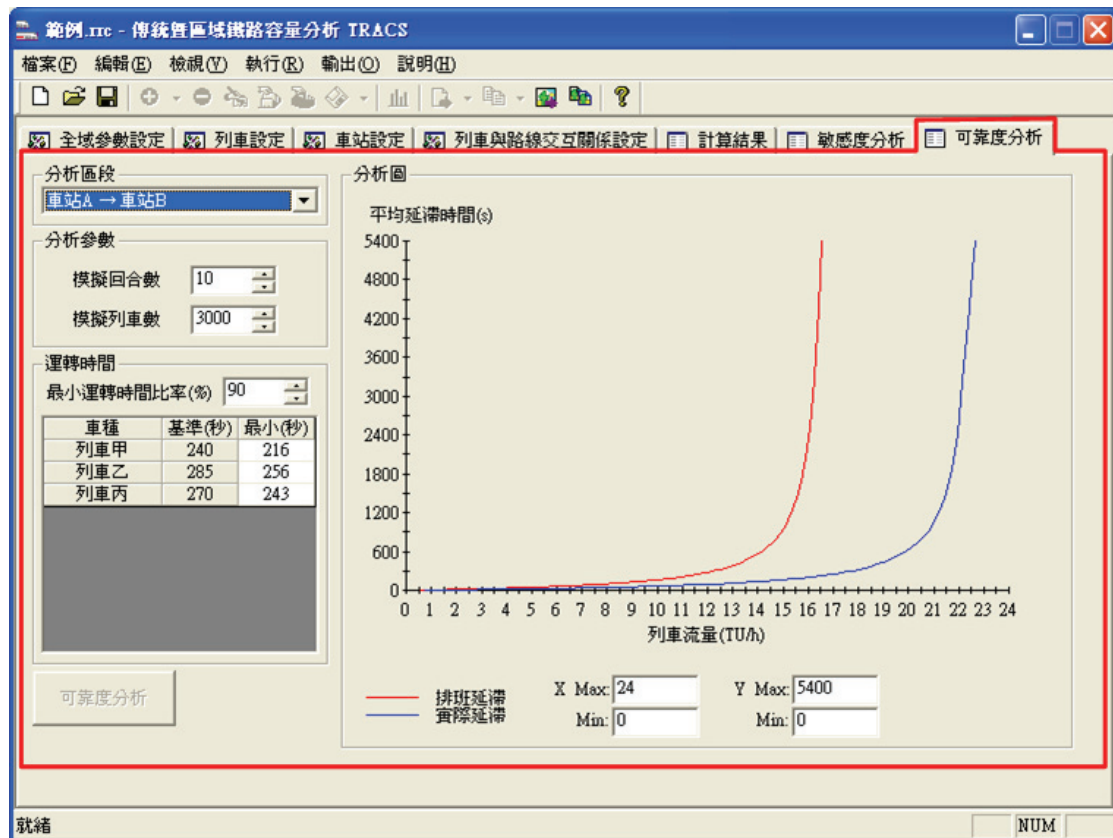 範例.rrc - 傳統暨區域鐵路容量分析 TRACS
檔案(F) 編輯(E) 檢視(V) 執行(R) 輸出(O) 說明(H)
全域參數設定 列車設定 車站設定 列車與路線交互關係設定 計算結果 敏感度分析 可靠度分析
分析區段
車站A → 車站B
分析參數
模擬回合數 10
模擬列車數 3000
運轉時間
最小運轉時間比率(%) 90
車種 基準(秒) 最小(秒)
列車甲 240 216
列車乙 285 256
列車丙 270 243
可靠度分析
分析圖
平均延滯時間(s)
5400
4800
4200
3600
3000
2400
1800
1200
600
0
0 1 2 3 4 5 6 7 8 9 10 11 12 13 14 15 16 17 18 19 20 21 22 23 24
列車流量(TU/h)
排班延滯
實際延滯
X Max: 24 Y Max: 5400
Min: 0 Min: 0
就緒 NUM